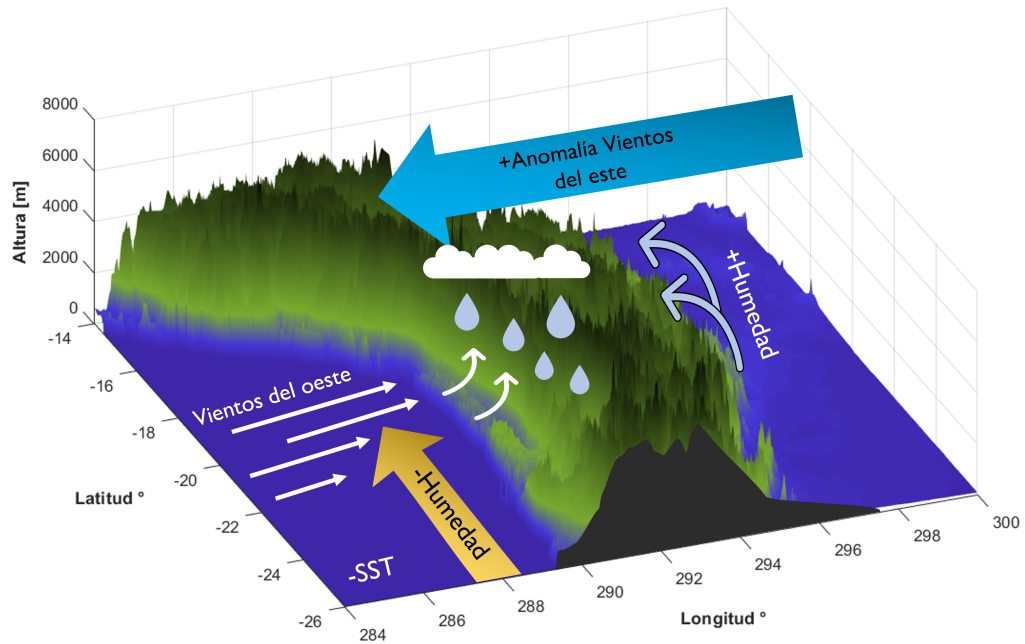 8000
6000
4000
2000
0
Altura [m]
+Anomalía Vientos
del este
+Humedad
Vientos del oeste
-Humedad
-SST
-14
-16
-18
-20
-22
-24
-26
Latitud °
284
286
288
290
292
294
296
298
300
Longitud °